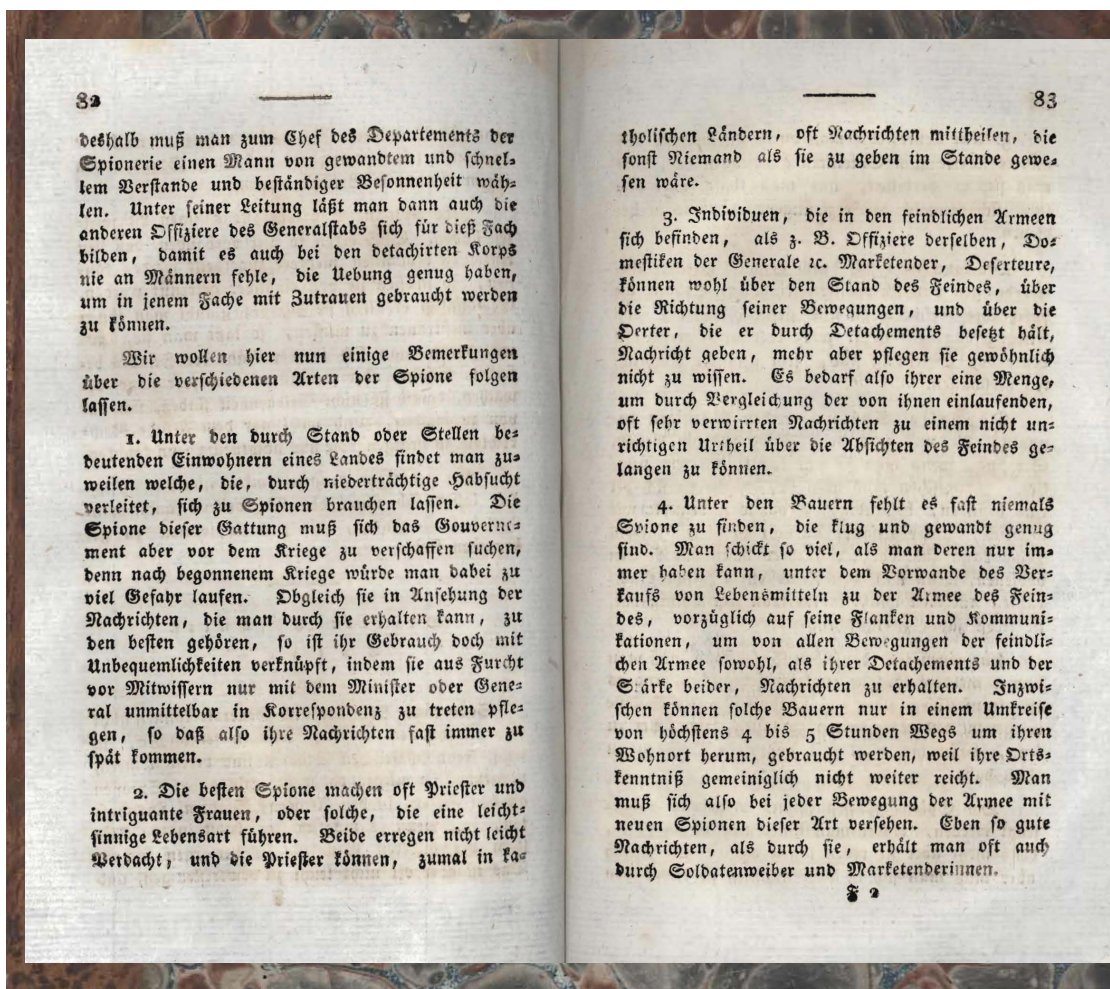 82
deshalb muß man zum Chef des Departements der
Spionerie einen Mann von gewandtem und schnel-
lem Verstande und beständiger Besonnenheit wäh-
len. Unter seiner Leitung läßt man dann auch die
anderen Offiziere des Generalstabs sich für dieß Fach
bilden, damit es auch bei den detachirten Korps
nie an Männern fehle, die Uebung genug haben,
um in jenem Fache mit Zutrauen gebraucht werden
zu können.
Wir wollen hier nun einige Bemerkungen
über die verschiedenen Arten der Spione folgen
lassen.
1. Unter den durch Stand oder Stellen be-
deutenden Einwohnern eines Landes findet man zu-
weilen welche, die, durch niederträchtige Habsucht
verleitet, sich zu Spionen brauchen lassen. Die
Spione dieser Gattung muß sich das Gouverne-
ment aber vor dem Kriege zu verschaffen suchen,
denn nach begonnenem Kriege würde man dabei zu
viel Gefahr laufen. Obgleich sie in Ansehung der
Nachrichten, die man durch sie erhalten kann, zu
den besten gehören, so ist ihr Gebrauch doch mit
Unbequemlichkeiten verknüpft, indem sie aus Furcht
vor Mitwissern nur mit dem Minister oder Gene-
ral unmittelbar in Korrespondenz zu treten pfle-
gen, so daß also ihre Nachrichten fast immer zu
spät kommen.
2. Die besten Spione machen oft Priester und
intriguante Frauen, oder solche, die eine leicht-
sinnige Lebensart führen. Beide erregen nicht leicht
Verdacht, und die Priester können, zumal in ka-
83
tholischen Ländern, oft Nachrichten mittheilen, die
sonst Niemand als sie zu geben im Stande gewe-
sen wäre.
3. Individuen, die in den feindlichen Armeen
sich befinden, als z. B. Offiziere derselben, Do-
mestiken der Generale ꝛc. Marketender, Deserteure,
können wohl über den Stand des Feindes, über
die Richtung seiner Bewegungen, und über die
Oerter, die er durch Detachements besetzt hält,
Nachricht geben, mehr aber pflegen sie gewöhnlich
nicht zu wissen. Es bedarf also ihrer eine Menge,
um durch Vergleichung der von ihnen einlaufenden,
oft sehr verwirrten Nachrichten zu einem nicht un-
richtigen Urtheil über die Absichten des Feindes ge-
langen zu können.
4. Unter den Bauern fehlt es fast niemals
Spione zu finden, die klug und gewandt genug
sind. Man schickt so viel, als man deren nur im-
mer haben kann, unter dem Vorwande des Ver-
kaufs von Lebensmitteln zu der Armee des Fein-
des, vorzüglich auf seine Flanken und Kommuni-
kationen, um von allen Bewegungen der feindli-
chen Armee sowohl, als ihrer Detachements und der
Stärke beider, Nachrichten zu erhalten. Inzwi-
schen können solche Bauern nur in einem Umkreise
von höchstens 4 bis 5 Stunden Wegs um ihren
Wohnort herum, gebraucht werden, weil ihre Orts-
kenntniß gemeiniglich nicht weiter reicht. Man
muß sich also bei jeder Bewegung der Armee mit
neuen Spionen dieser Art versehen. Eben so gute
Nachrichten, als durch sie, erhält man oft auch
durch Soldatenweiber und Marketenderinnen.
F 2